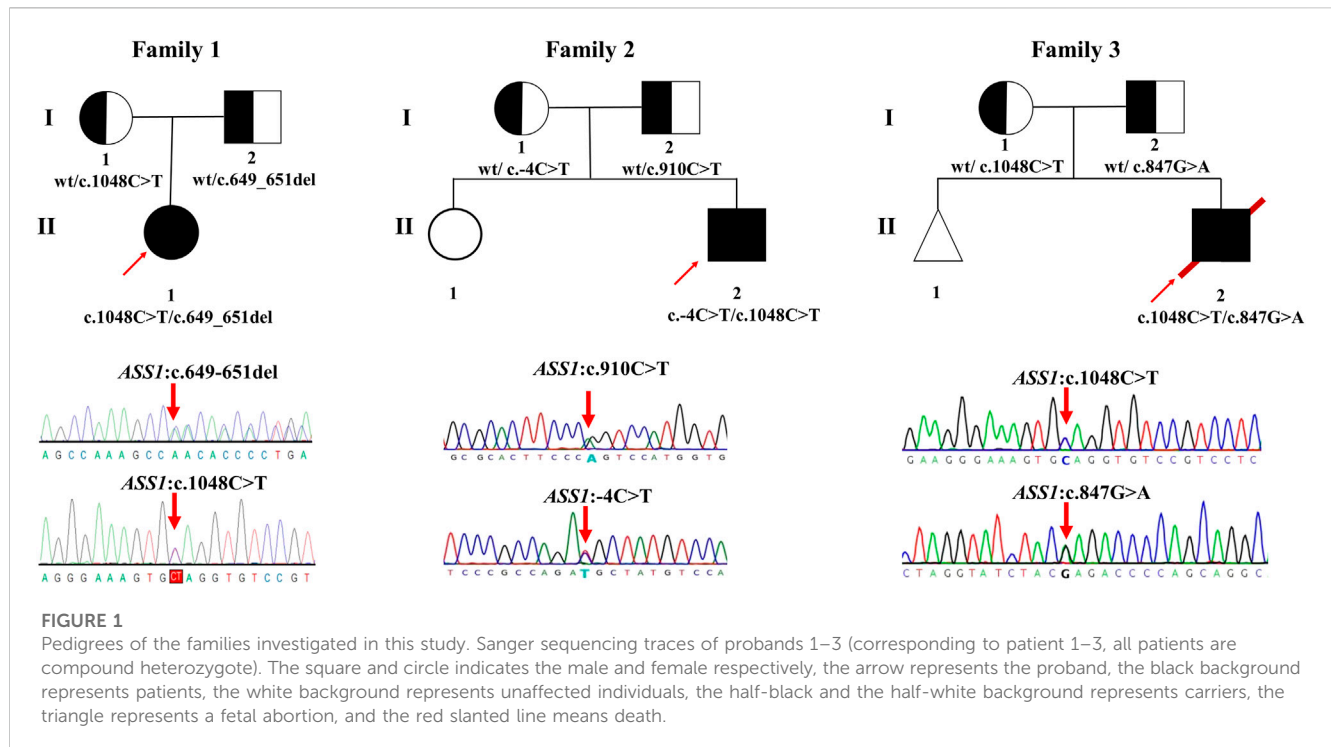 Family 1
Family 2
Family 3
I
I
I
1
2
1
2
1
2
wt/c.1048C>T
wt/c.649_651del
wt/ c.-4C>T
wt/c.910C>T
wt/ c.1048C>T
wt/ c.847G>A
II
II
II
1
1
2
1
2
c.1048C>T/c.649_651del
c.-4C>T/c.1048C>T
c.1048C>T/c.847G>A
ASS1:c.649-651del
ASS1:c.910C>T
ASS1:c.1048C>T
AGCCAAAGCCAACACCCCTGA
GCGCACTTCCCAGTCCATGGTG
GAAGGGAAAGTGCAGGTGTCCGTCCTC
ASS1:c.1048C>T
ASS1:-4C>T
ASS1:c.847G>A
AGGGAAAGTGCTAGGTGTCCGT
TCCCGCCAGATGCTATGTCCA
CTAGGTATCTACGAGACCCCAGCAGGC
FIGURE 1
Pedigrees of the families investigated in this study. Sanger sequencing traces of probands 1–3 (corresponding to patient 1–3, all patients are
compound heterozygote). The square and circle indicates the male and female respectively, the arrow represents the proband, the black background
represents patients, the white background represents unaffected individuals, the half-black and the half-white background represents carriers, the
triangle represents a fetal abortion, and the red slanted line means death.